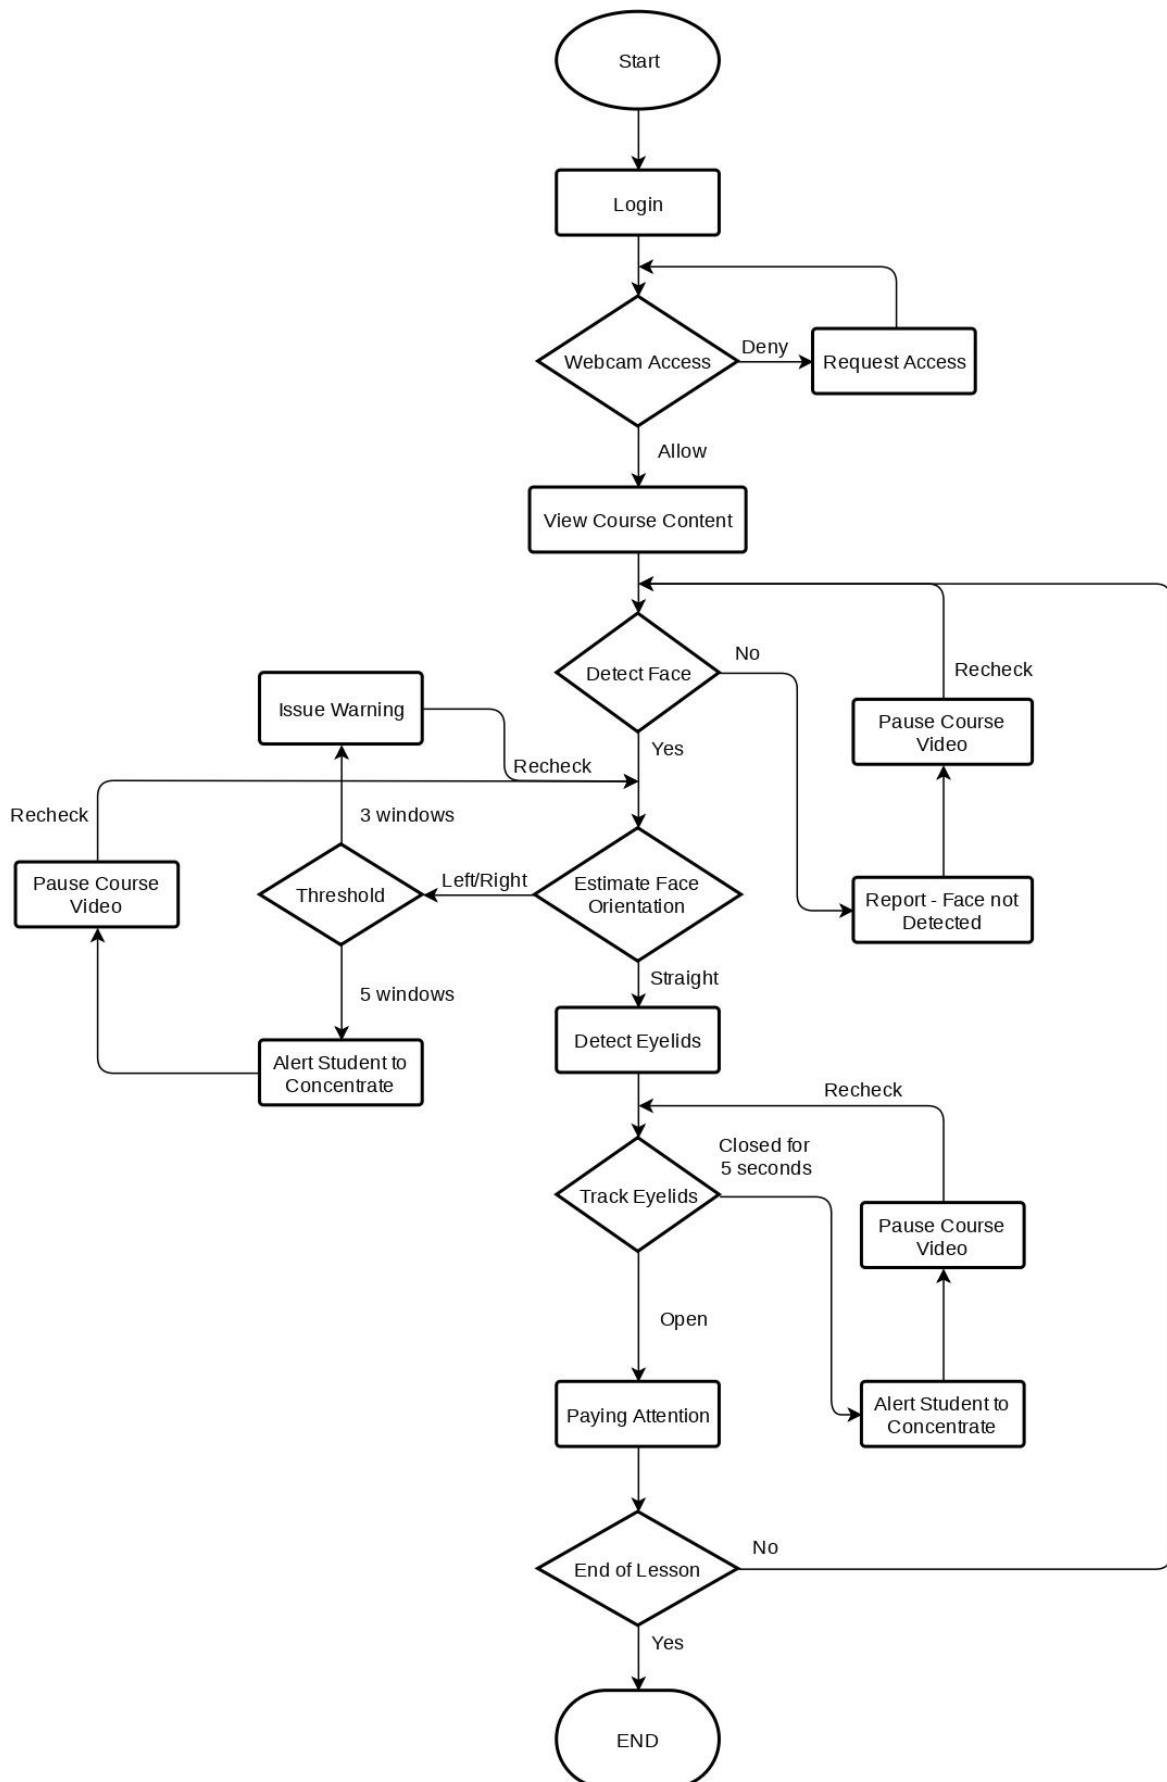 Start
Login
Webcam Access
Deny
Request Access
Allow
View Course Content
Detect Face
No
Recheck
Issue Warning
Pause Course
Video
Yes
Recheck
Recheck
3 windows
Pause Course
Video
Threshold
Left/Right
Estimate Face
Orientation
Report - Face not
Detected
Straight
5 windows
Detect Eyelids
Alert Student to
Concentrate
Recheck
Closed for
5 seconds
Track Eyelids
Pause Course
Video
Open
Paying Attention
Alert Student to
Concentrate
End of Lesson
No
Yes
END